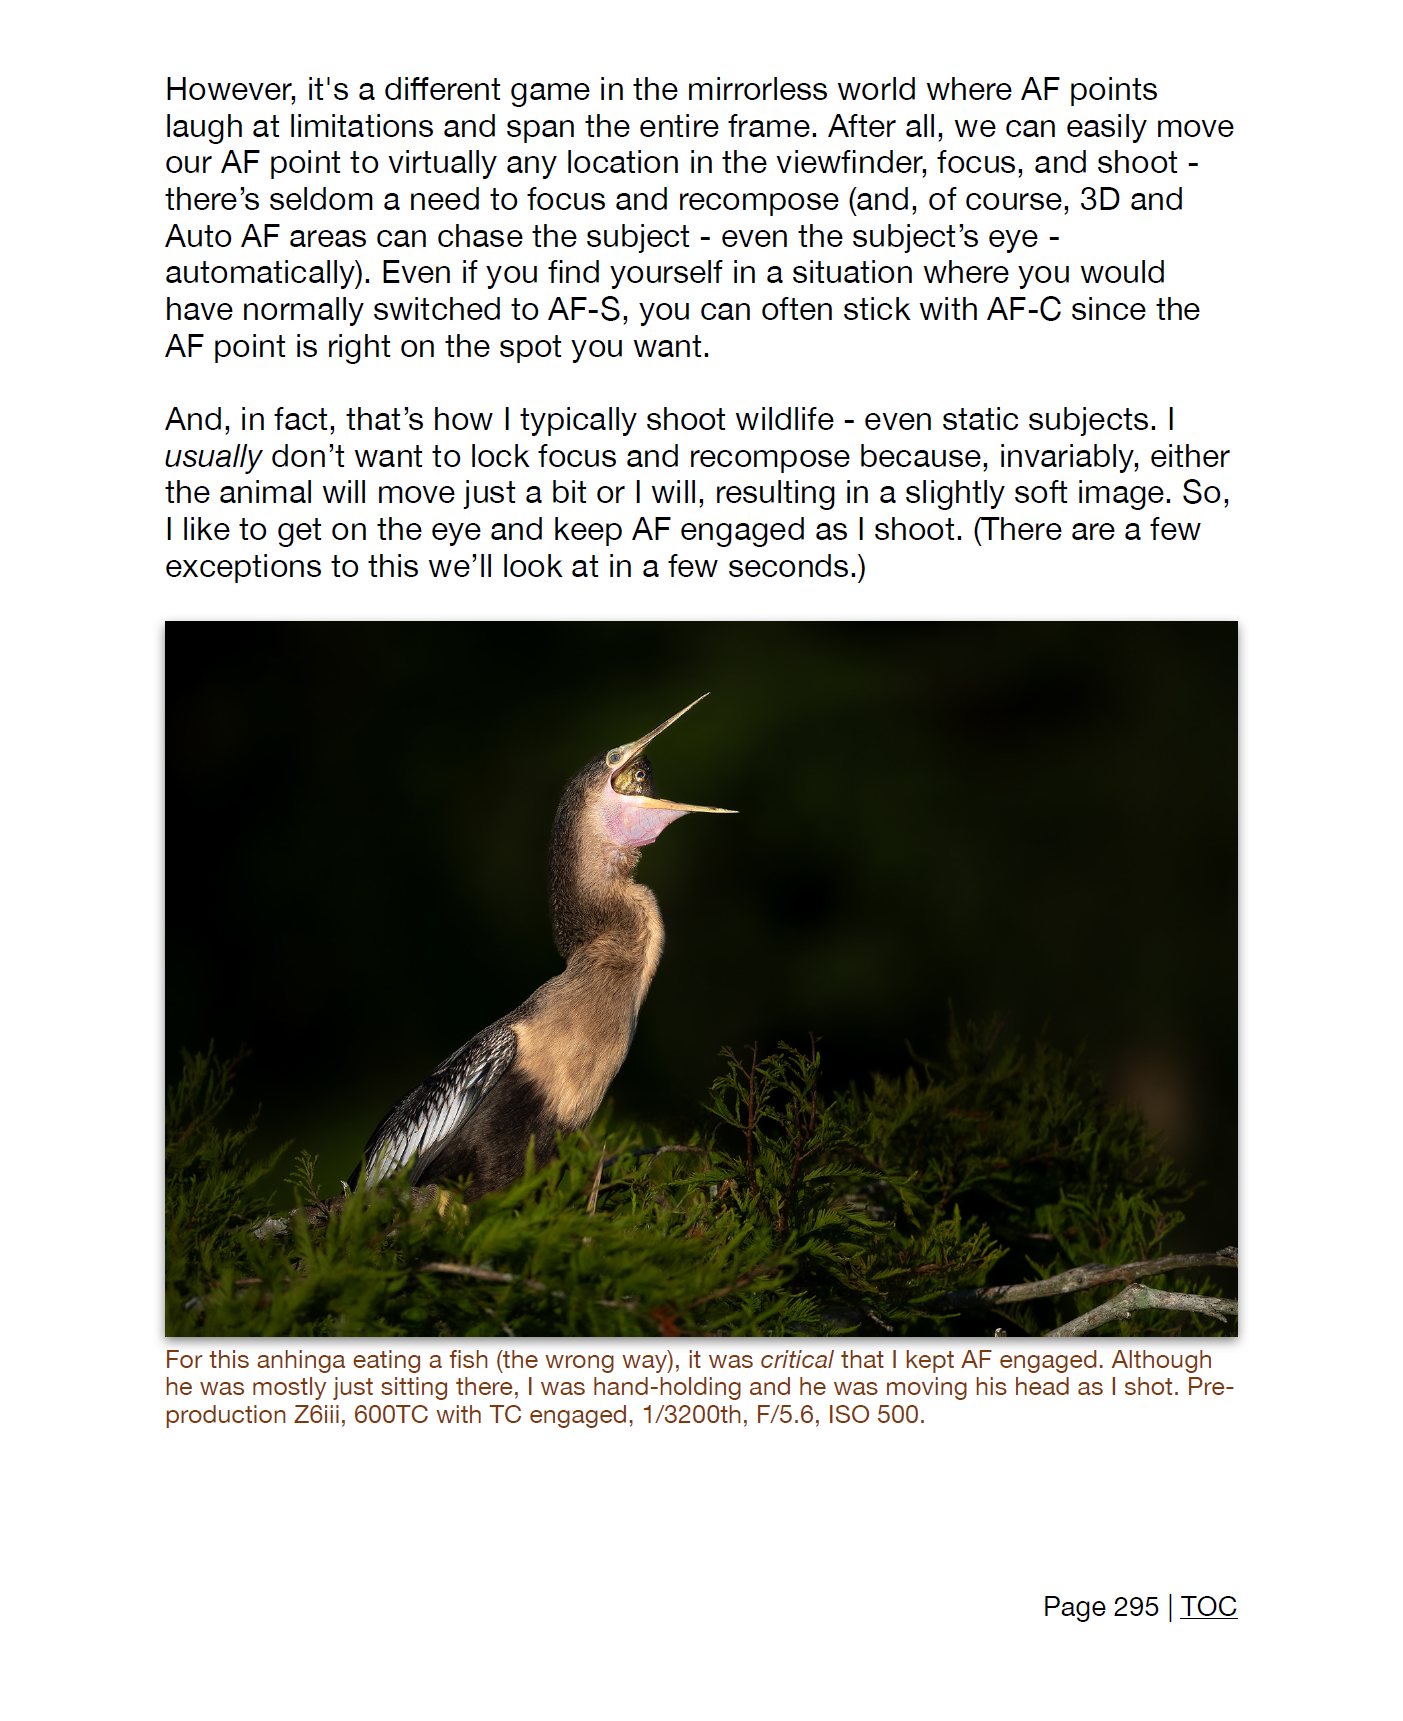 However, it's a different game in the mirrorless world where AF points
laugh at limitations and span the entire frame. After all, we can easily move
our AF point to virtually any location in the viewfinder, focus, and shoot -
there’s seldom a need to focus and recompose (and, of course, 3D and
Auto AF areas can chase the subject - even the subject’s eye -
automatically). Even if you find yourself in a situation where you would
have normally switched to AF-S, you can often stick with AF-C since the
AF point is right on the spot you want.
And, in fact, that’s how I typically shoot wildlife - even static subjects. I
usually don’t want to lock focus and recompose because, invariably, either
the animal will move just a bit or I will, resulting in a slightly soft image. So,
I like to get on the eye and keep AF engaged as I shoot. (There are a few
exceptions to this we’ll look at in a few seconds.)
For this anhinga eating a fish (the wrong way), it was critical that I kept AF engaged. Although
he was mostly just sitting there, I was hand-holding and he was moving his head as I shot. Pre-
production Z6iii, 600TC with TC engaged, 1/3200th, F/5.6, ISO 500.
Page 295 | TOC